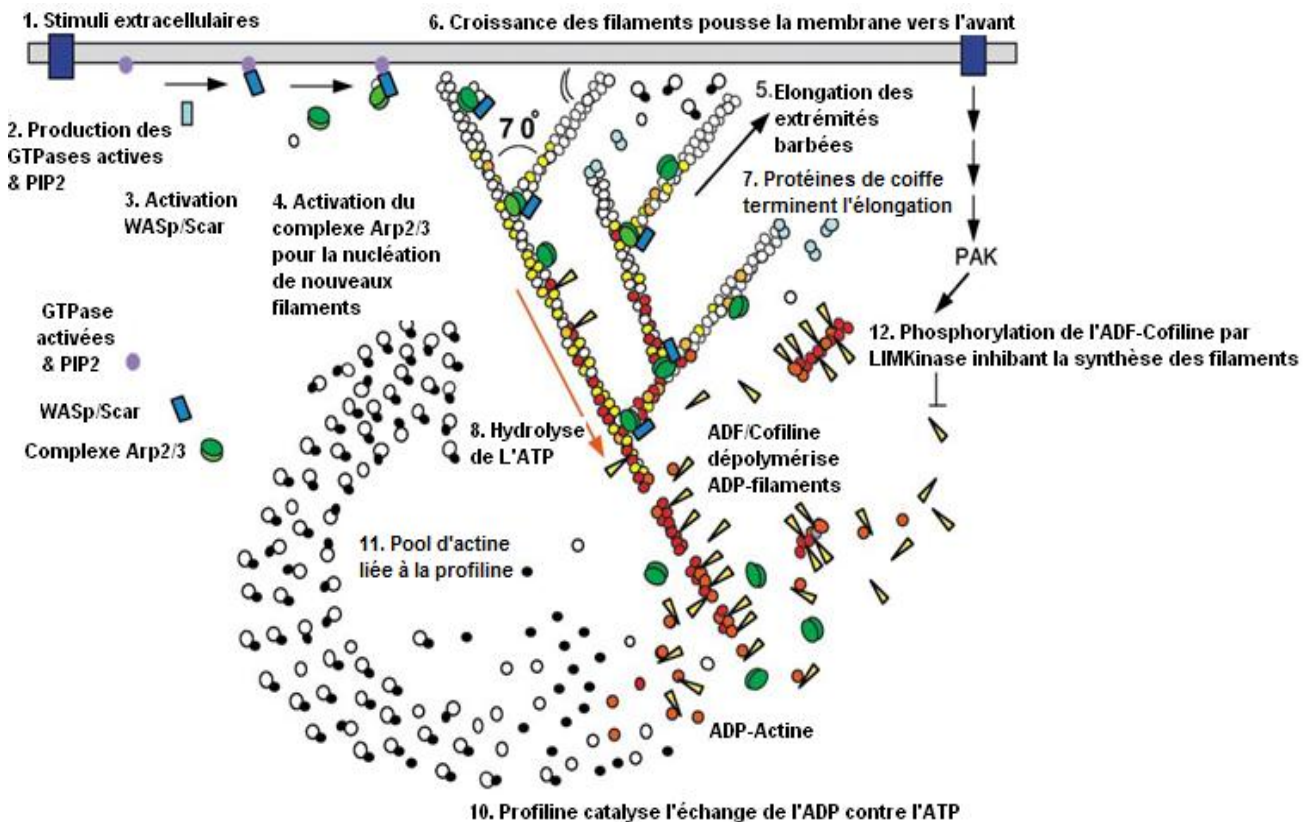 1. Stimuli extracellulaires
6. Croissance des filaments pousse la membrane vers l'avant
2. Production des
GTPases actives
& PIP2
3. Activation
WASp/Scar
4. Activation du
complexe Arp2/3
pour la nucléation
de nouveaux
filaments
70°
5. Elongation des
extrémités
barbées
7. Protéines de coiffe
terminent l'élongation
PAK
12. Phosphorylation de l'ADF-Cofiline par
LIMKinase inhibant la synthèse des filaments
GTPase
activées
& PIP2
WASp/Scar
Complexe Arp2/3
8. Hydrolyse
de L'ATP
ADF/Cofiline
dépolymérise
ADP-filaments
11. Pool d'actine
liée à la profiline
ADP-Actine
10. Profiline catalyse l'échange de l'ADP contre l'ATP